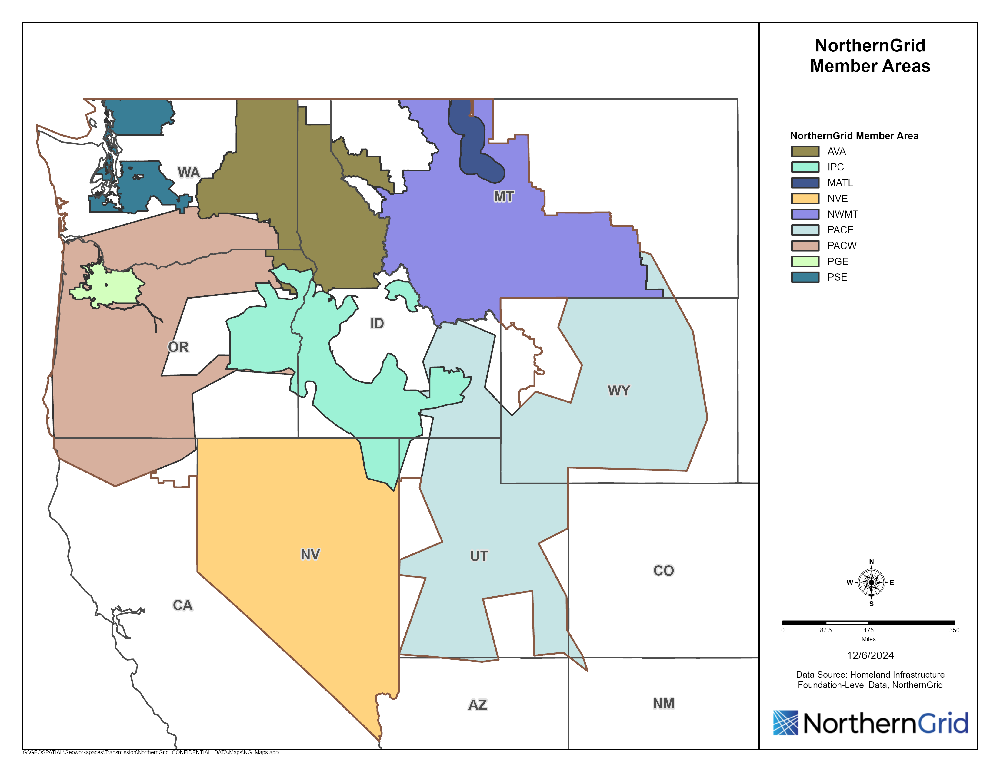 NorthernGrid
Member Areas
NorthernGrid Member Area
AVA
IPC
MATL
NVE
NWMT
PACE
PACW
PGE
PSE
WA
MT
OR
ID
WY
NV
UT
CO
CA
AZ
NM
N
W E
S
0 87.5 175 350
Miles
12/6/2024
Data Source: Homeland Infrastructure
Foundation-Level Data, NorthernGrid
NorthernGrid
G:\GEOSPATIAL\Geoworkspaces\Transmission\NorthernGrid_CONFIDENTIAL_DATA\Maps\NG_Maps.aprx